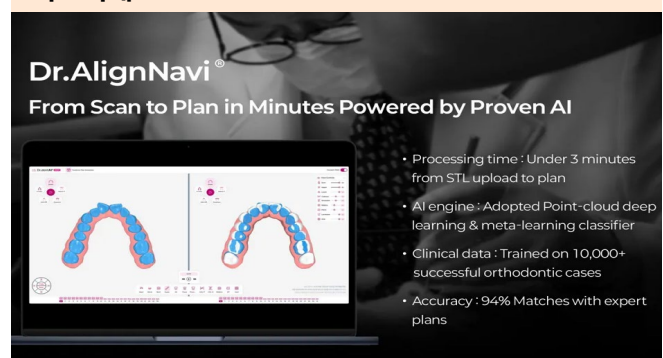 Dr.AlignNavi®
From Scan to Plan in Minutes Powered by Proven AI
• Processing time : Under 3 minutes
from STL upload to plan
• AI engine : Adopted Point-cloud deep
learning & meta-learning classifier
• Clinical data : Trained on 10,000+
successful orthodontic cases
• Accuracy : 94% Matches with expert
plans